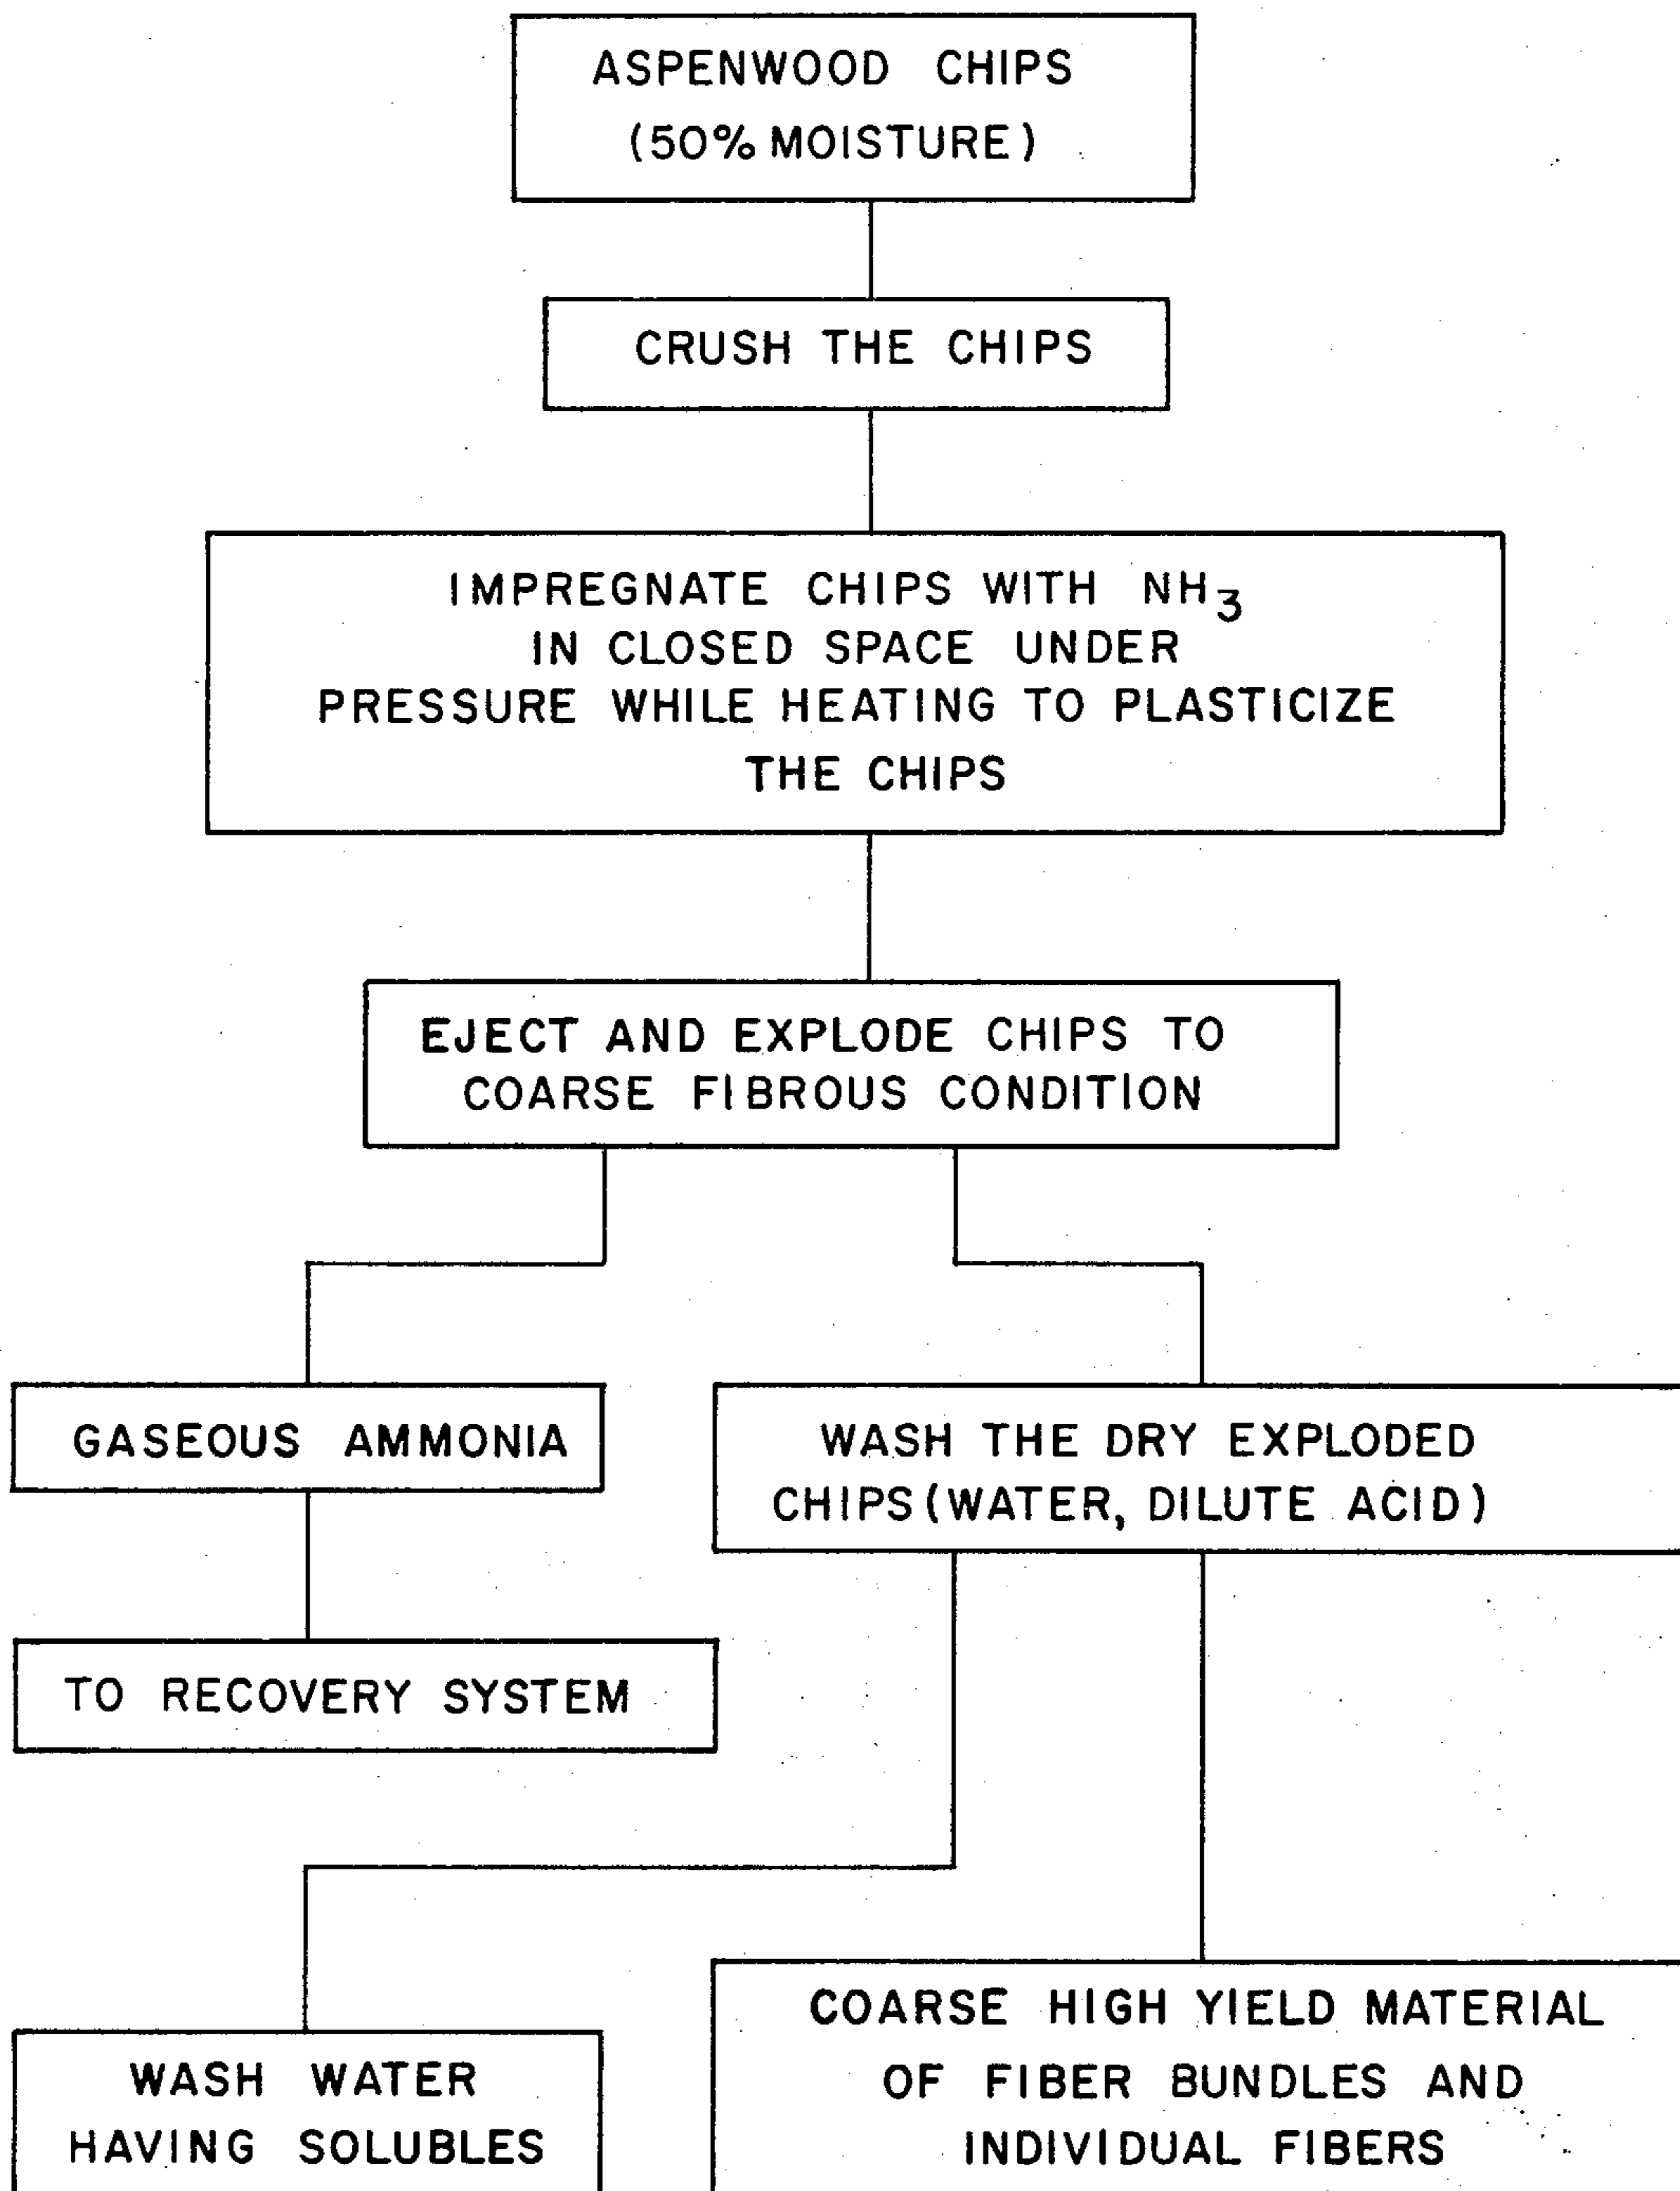 ASPENWOOD CHIPS
(50% MOISTURE)
CRUSH THE CHIPS
IMPREGNATE CHIPS WITH NH3
IN CLOSED SPACE UNDER
PRESSURE WHILE HEATING TO PLASTICIZE
THE CHIPS
EJECT AND EXPLODE CHIPS TO
COARSE FIBROUS CONDITION
GASEOUS AMMONIA
WASH THE DRY EXPLODED
CHIPS (WATER, DILUTE ACID)
TO RECOVERY SYSTEM
WASH WATER
HAVING SOLUBLES
COARSE HIGH YIELD MATERIAL
OF FIBER BUNDLES AND
INDIVIDUAL FIBERS